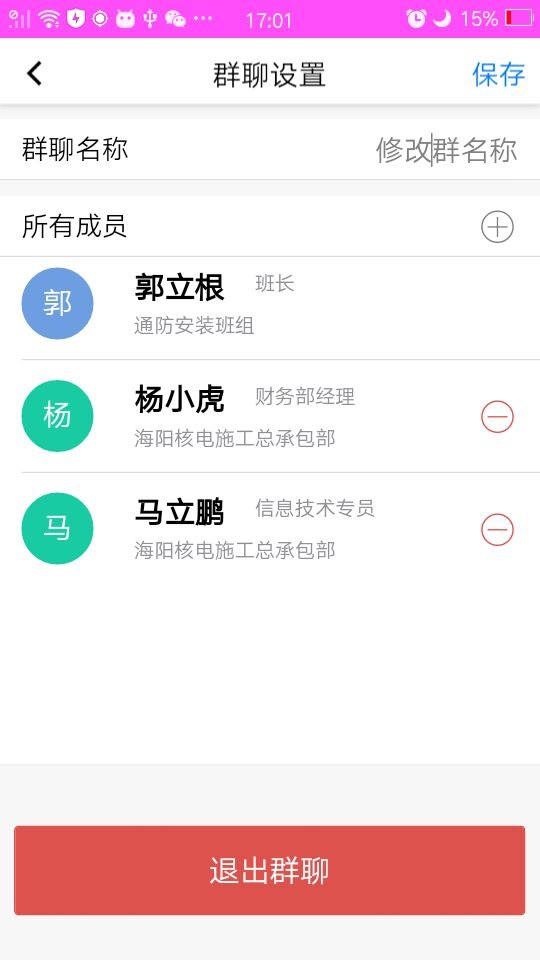 17:01 15%
群聊设置 保存
群聊名称 修改群名称
所有成员
郭 郭立根 班长
通防安装班组
杨 杨小虎 财务部经理
海阳核电施工总承包部
马 马立鹏 信息技术专员
海阳核电施工总承包部
退出群聊